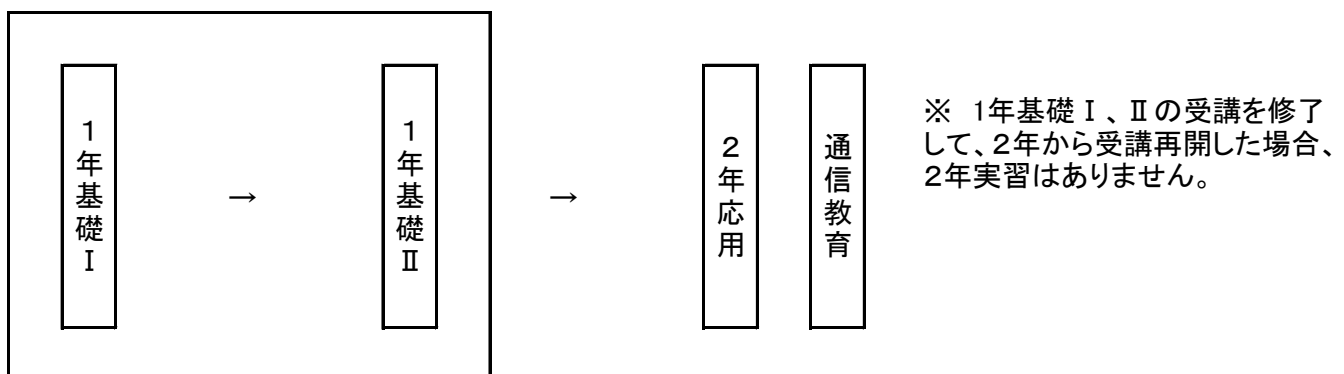 1年基礎Ⅰ
→
1年基礎Ⅱ
→
2年応用
通信教育
※ 1年基礎Ⅰ、Ⅱの受講を修了
して、2年から受講再開した場合、
2年実習はありません。